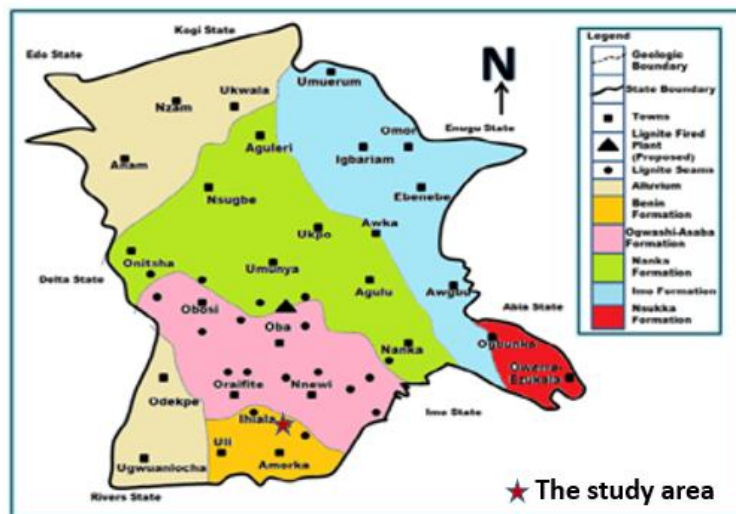 Kogi State
Edo State
Umuerum
N
Nzam
Ukwala
Omor
Enugu State
Aguleri
Igbariam
Anam
Nsugbe
Ebenebe
Ukpo
Awka
Onitsha
Umunya
Delta State
Agulu
Awgbu
Abia State
Obosi
Oba
Nanka
Ogbunka
Owerre-
Ezukala
Oraifite
Nnewi
Odekpe
Ihiala
Imo State
Uli
Amorka
Ugwuanlocha
Rivers State
Legend
Geologic
Boundary
State Boundary
Towns
Lignite Fired
Plant
(Proposed)
Lignite Seams
Alluvium
Benin
Formation
Ogwashi-Asaba
Formation
Nanka
Formation
Imo Formation
Nsukka
Formation
The study area